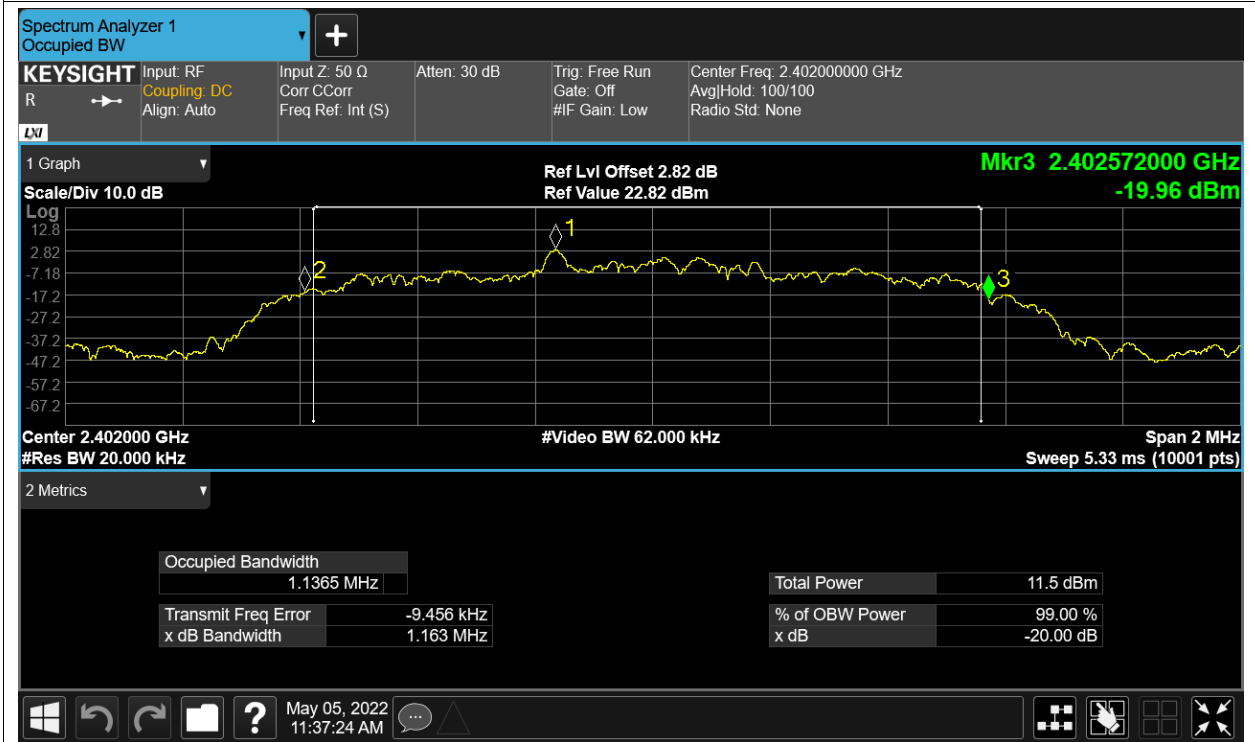 Spectrum Analyzer 1
Occupied BW
KEYSIGHT
R
LXI
Input: RF
Coupling: DC
Align: Auto
Input Z: 50 Ω
Corr CCorr
Freq Ref: Int (S)
Atten: 30 dB
Trig: Free Run
Gate: Off
#IF Gain: Low
Center Freq: 2.402000000 GHz
Avg|Hold: 100/100
Radio Std: None
1 Graph
Scale/Div 10.0 dB
Ref Lvl Offset 2.82 dB
Ref Value 22.82 dBm
Mkr3 2.402572000 GHz
-19.96 dBm
Log
12.8
2.82
-7.18
-17.2
-27.2
-37.2
-47.2
-57.2
-67.2
1
2
3
Center 2.402000 GHz
#Video BW 62.000 kHz
Span 2 MHz
#Res BW 20.000 kHz
Sweep 5.33 ms (10001 pts)
2 Metrics
Occupied Bandwidth
1.1365 MHz
Total Power 11.5 dBm
Transmit Freq Error -9.456 kHz
% of OBW Power 99.00 %
x dB Bandwidth 1.163 MHz
x dB -20.00 dB
?
May 05, 2022
11:37:24 AM